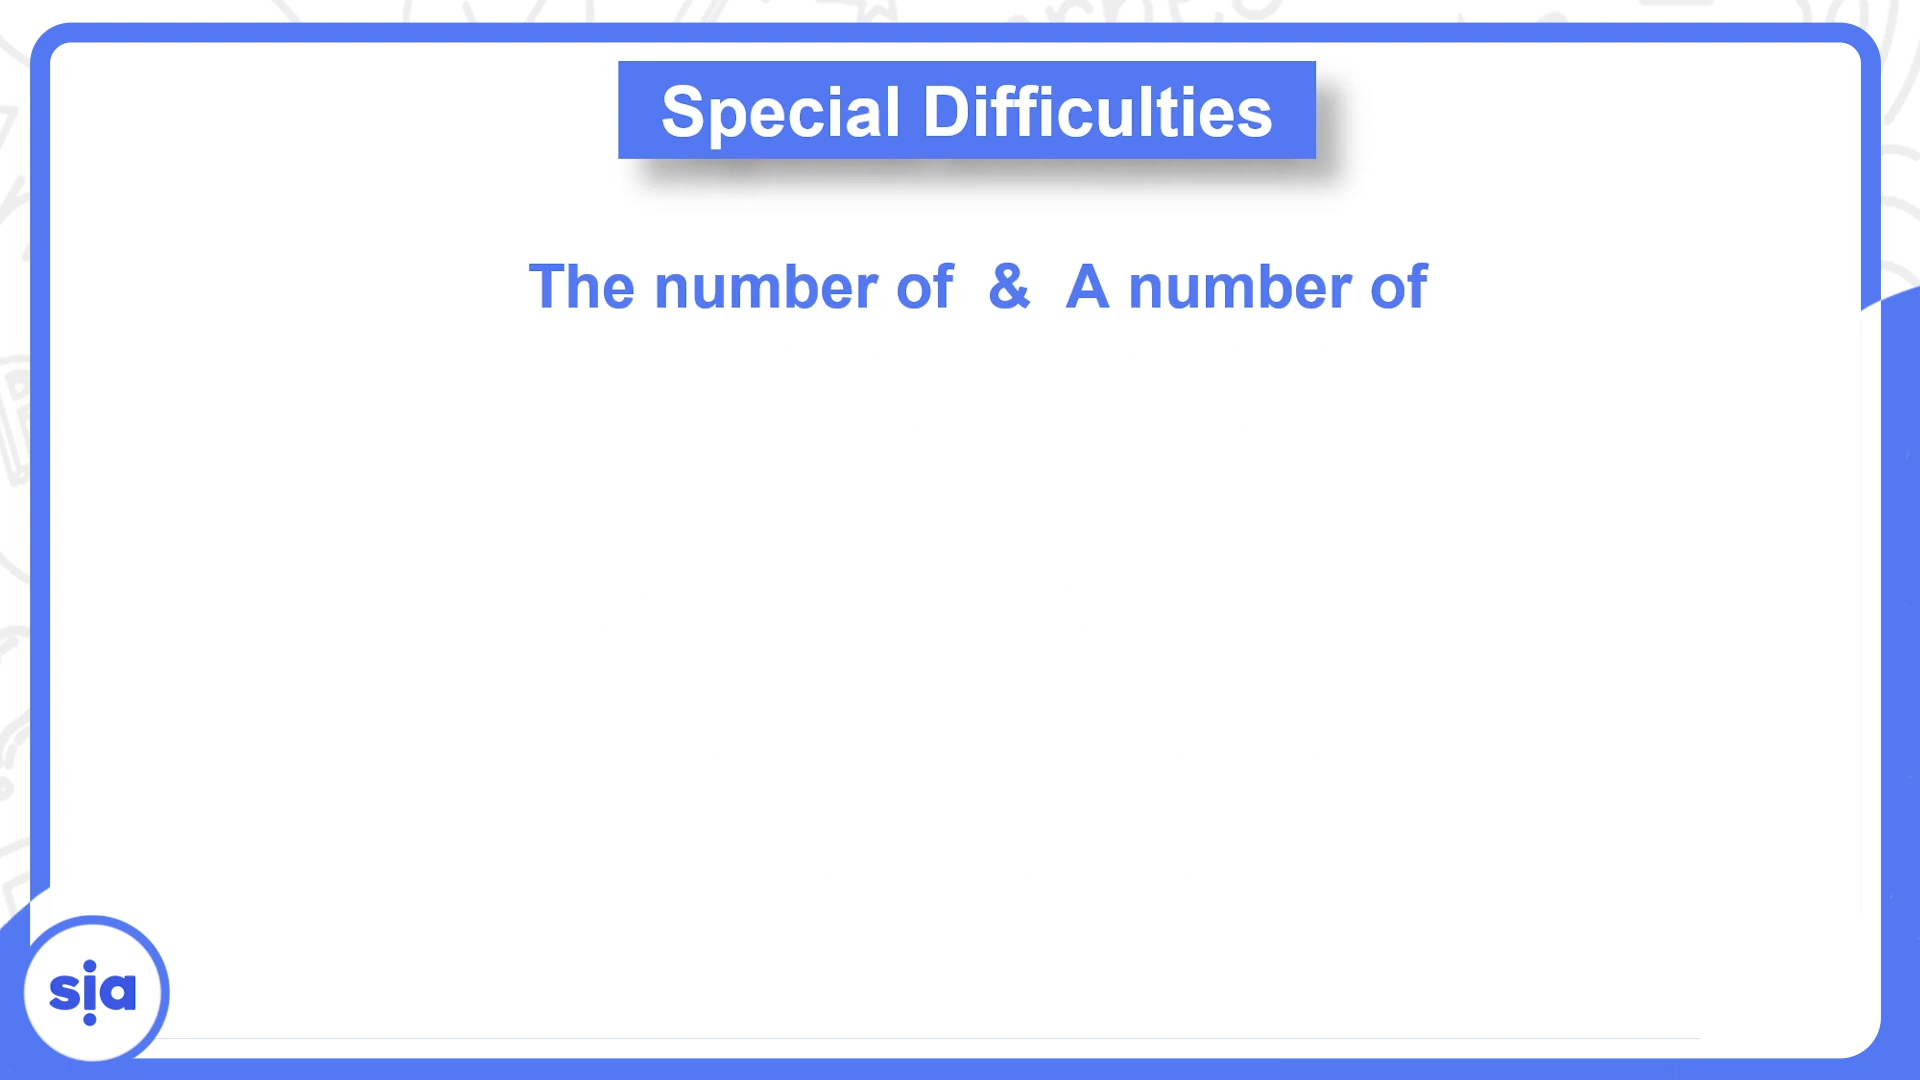 Special Difficulties
The number of & A number of
sia